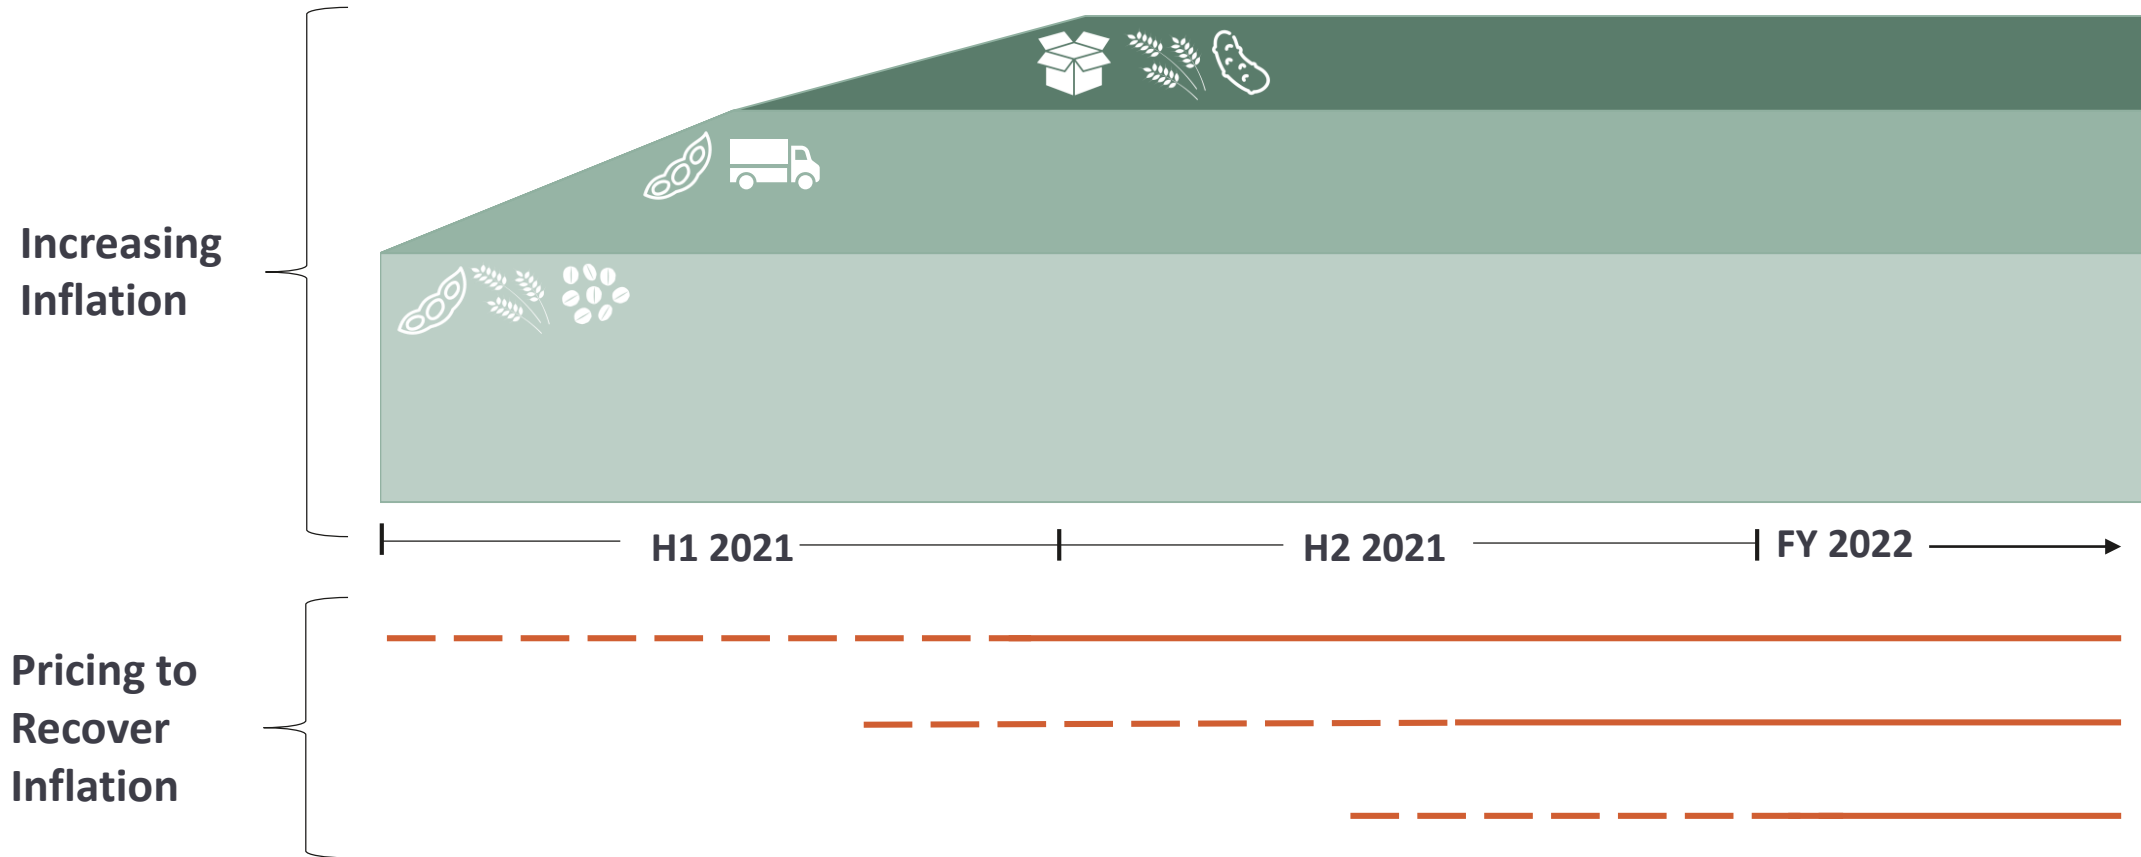 Increasing
Inflation
H1 2021
H2 2021
FY 2022
Pricing to
Recover
Inflation